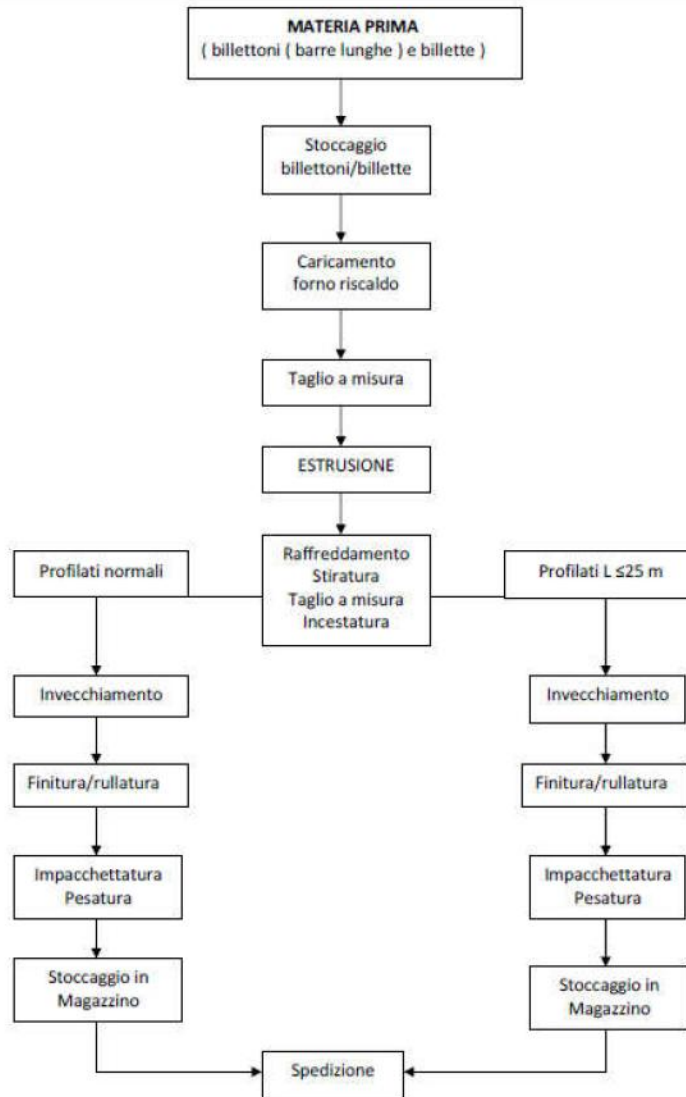 MATERIA PRIMA
( billettoni ( barre lunghe ) e billette )
Stoccaggio
billettoni/billette
Caricamento
forno riscaldo
Taglio a misura
ESTRUSIONE
Raffreddamento
Stiratura
Taglio a misura
Incestatura
Profilati normali
Invecchiamento
Finitura/rullatura
Impacchettatura
Pesatura
Stoccaggio in
Magazzino
Profilati L ≤25 m
Invecchiamento
Finitura/rullatura
Impacchettatura
Pesatura
Stoccaggio in
Magazzino
Spedizione